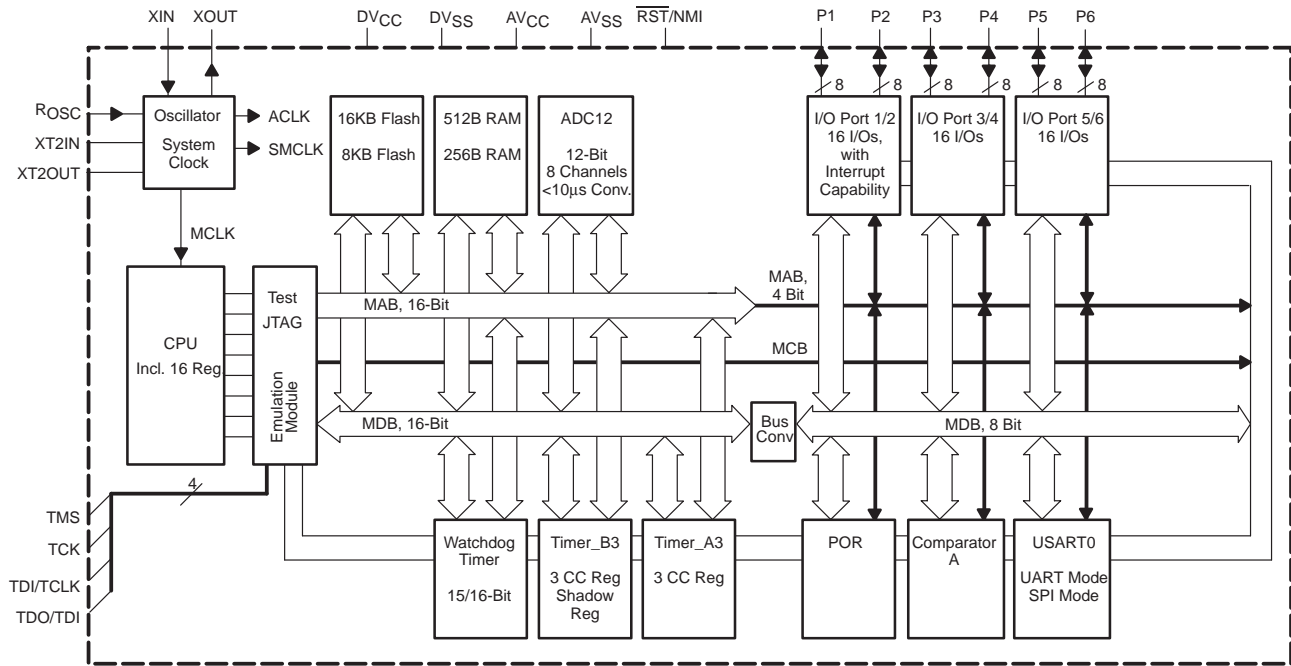 XIN
XOUT
DVCC
DVSS
AVCC
AVSS
RST/NMI
P1
P2
P3
P4
P5
P6
8
8
8
8
8
8
ROSC
XT2IN
XT2OUT
Oscillator
System
Clock
ACLK
SMCLK
MCLK
16KB Flash
8KB Flash
512B RAM
256B RAM
ADC12
12-Bit
8 Channels
<10μs Conv.
I/O Port 1/2
16 I/Os,
with
Interrupt
Capability
I/O Port 3/4
16 I/Os
I/O Port 5/6
16 I/Os
CPU
Incl. 16 Reg.
Test
JTAG
Emulation
Module
MAB, 16-Bit
MAB,
4 Bit
MCB
MDB, 16-Bit
Bus
Conv
MDB, 8 Bit
4
TMS
TCK
TDI/TCLK
TDO/TDI
Watchdog
Timer
15/16-Bit
Timer_B3
3 CC Reg
Shadow
Reg
Timer_A3
3 CC Reg
POR
Comparator
A
USART0
UART Mode
SPI Mode